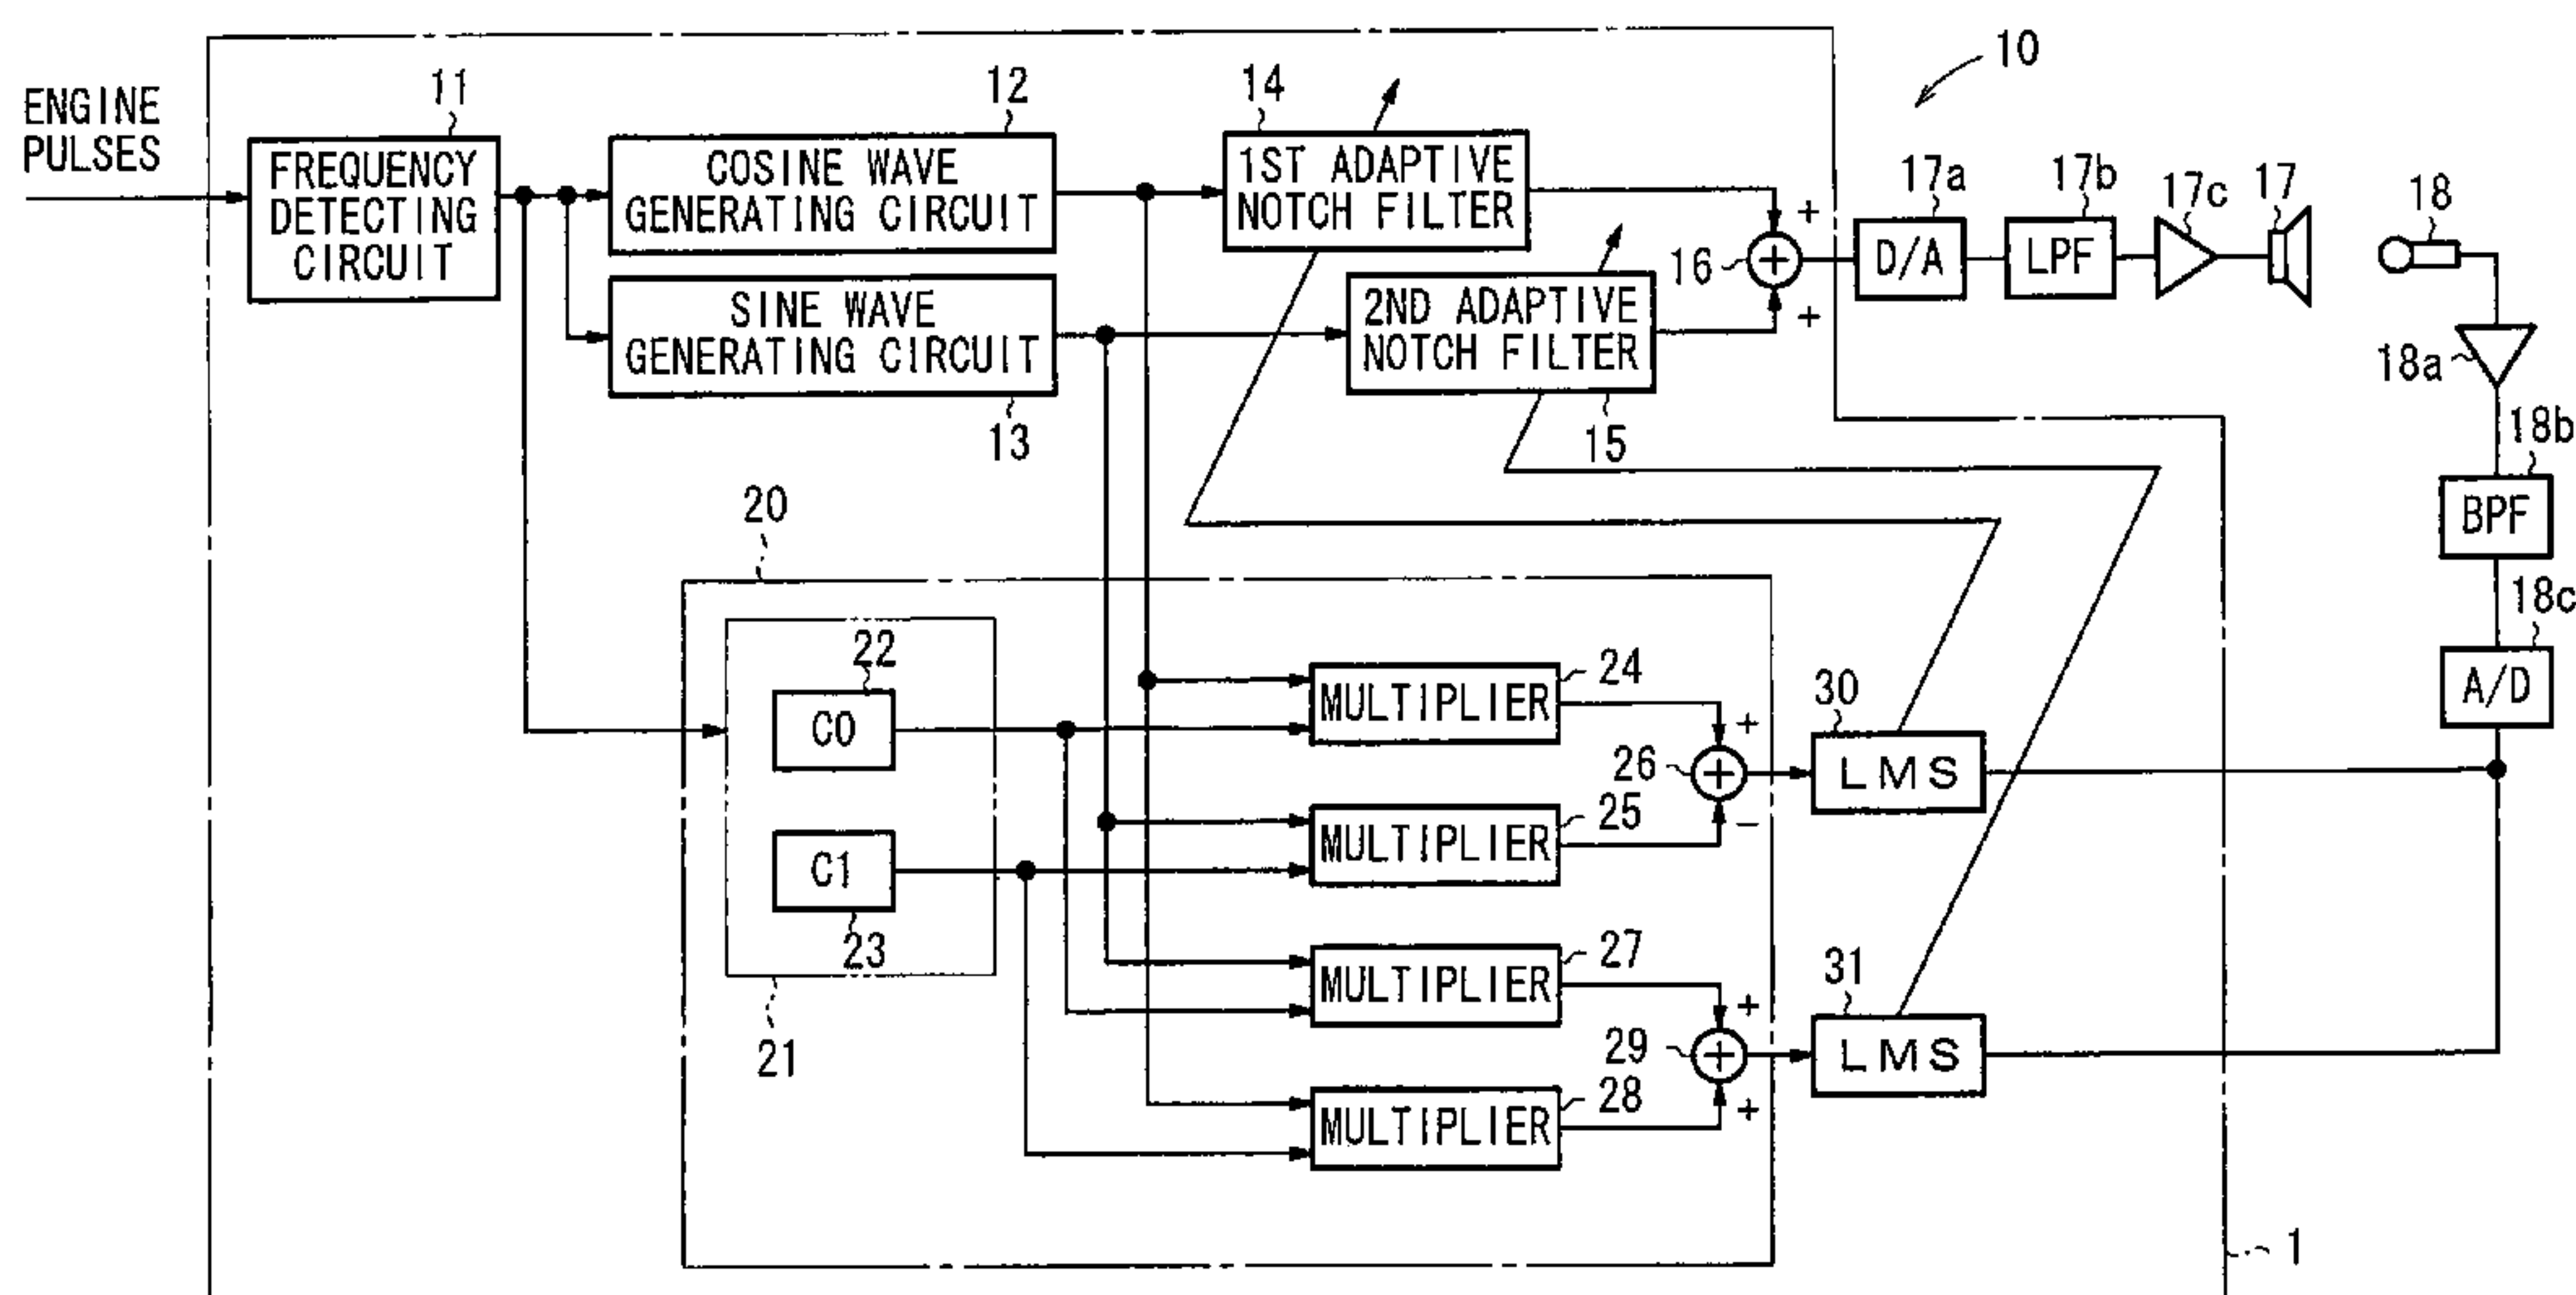 10
ENGINE
PULSES
11
12
14
FREQUENCY
DETECTING
CIRCUIT
COSINE WAVE
GENERATING CIRCUIT
1ST ADAPTIVE
NOTCH FILTER
+
16
+
+
17a
D/A
17b
LPF
17c
17
18
SINE WAVE
GENERATING CIRCUIT
13
2ND ADAPTIVE
NOTCH FILTER
15
18a
18b
BPF
18c
A/D
20
22
C0
C1
23
21
MULTIPLIER
24
+
26
+
30
LMS
MULTIPLIER
25
−
MULTIPLIER
27
+
29
+
31
LMS
MULTIPLIER
28
+
1